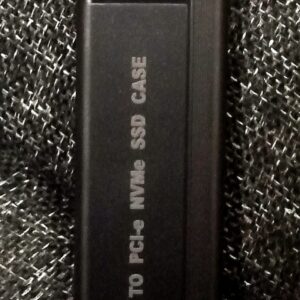 TO PCI-e NVMe SSD CASE